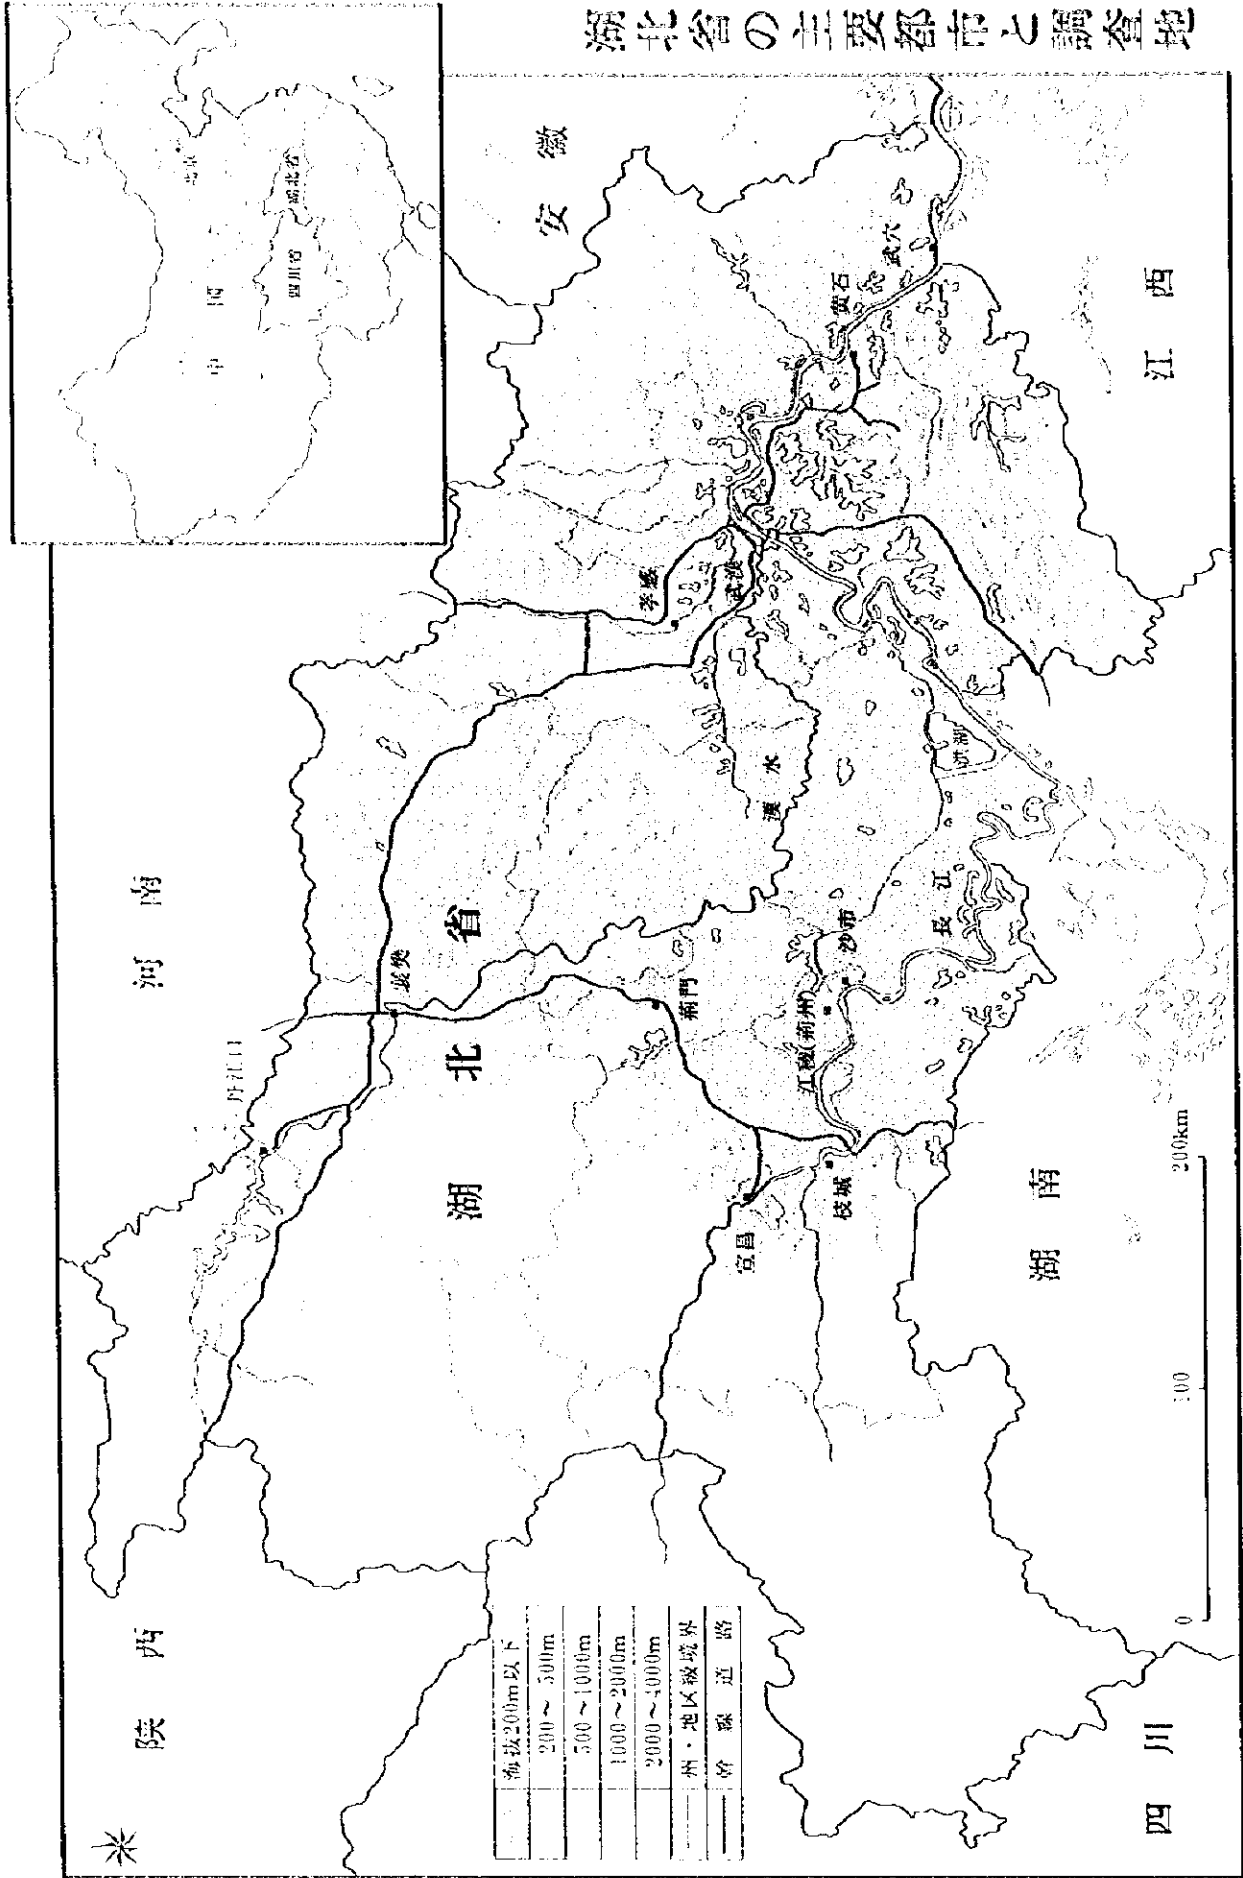 湖北省の主要都市と調査地
北京
湖北省
四川省
中国
安徽
河南
陝西
四川
湖南
江西
湖北省
丹江口
襄樊
孝感
武漢
黄石
武穴
荊門
漢水
洪湖
沙市
長江
江陵(荊州)
宜昌
枝城
海抜200m以下
200～500m
500～1000m
1000～2000m
2000～4000m
州・地区級境界
幹線道路
0 100 200km